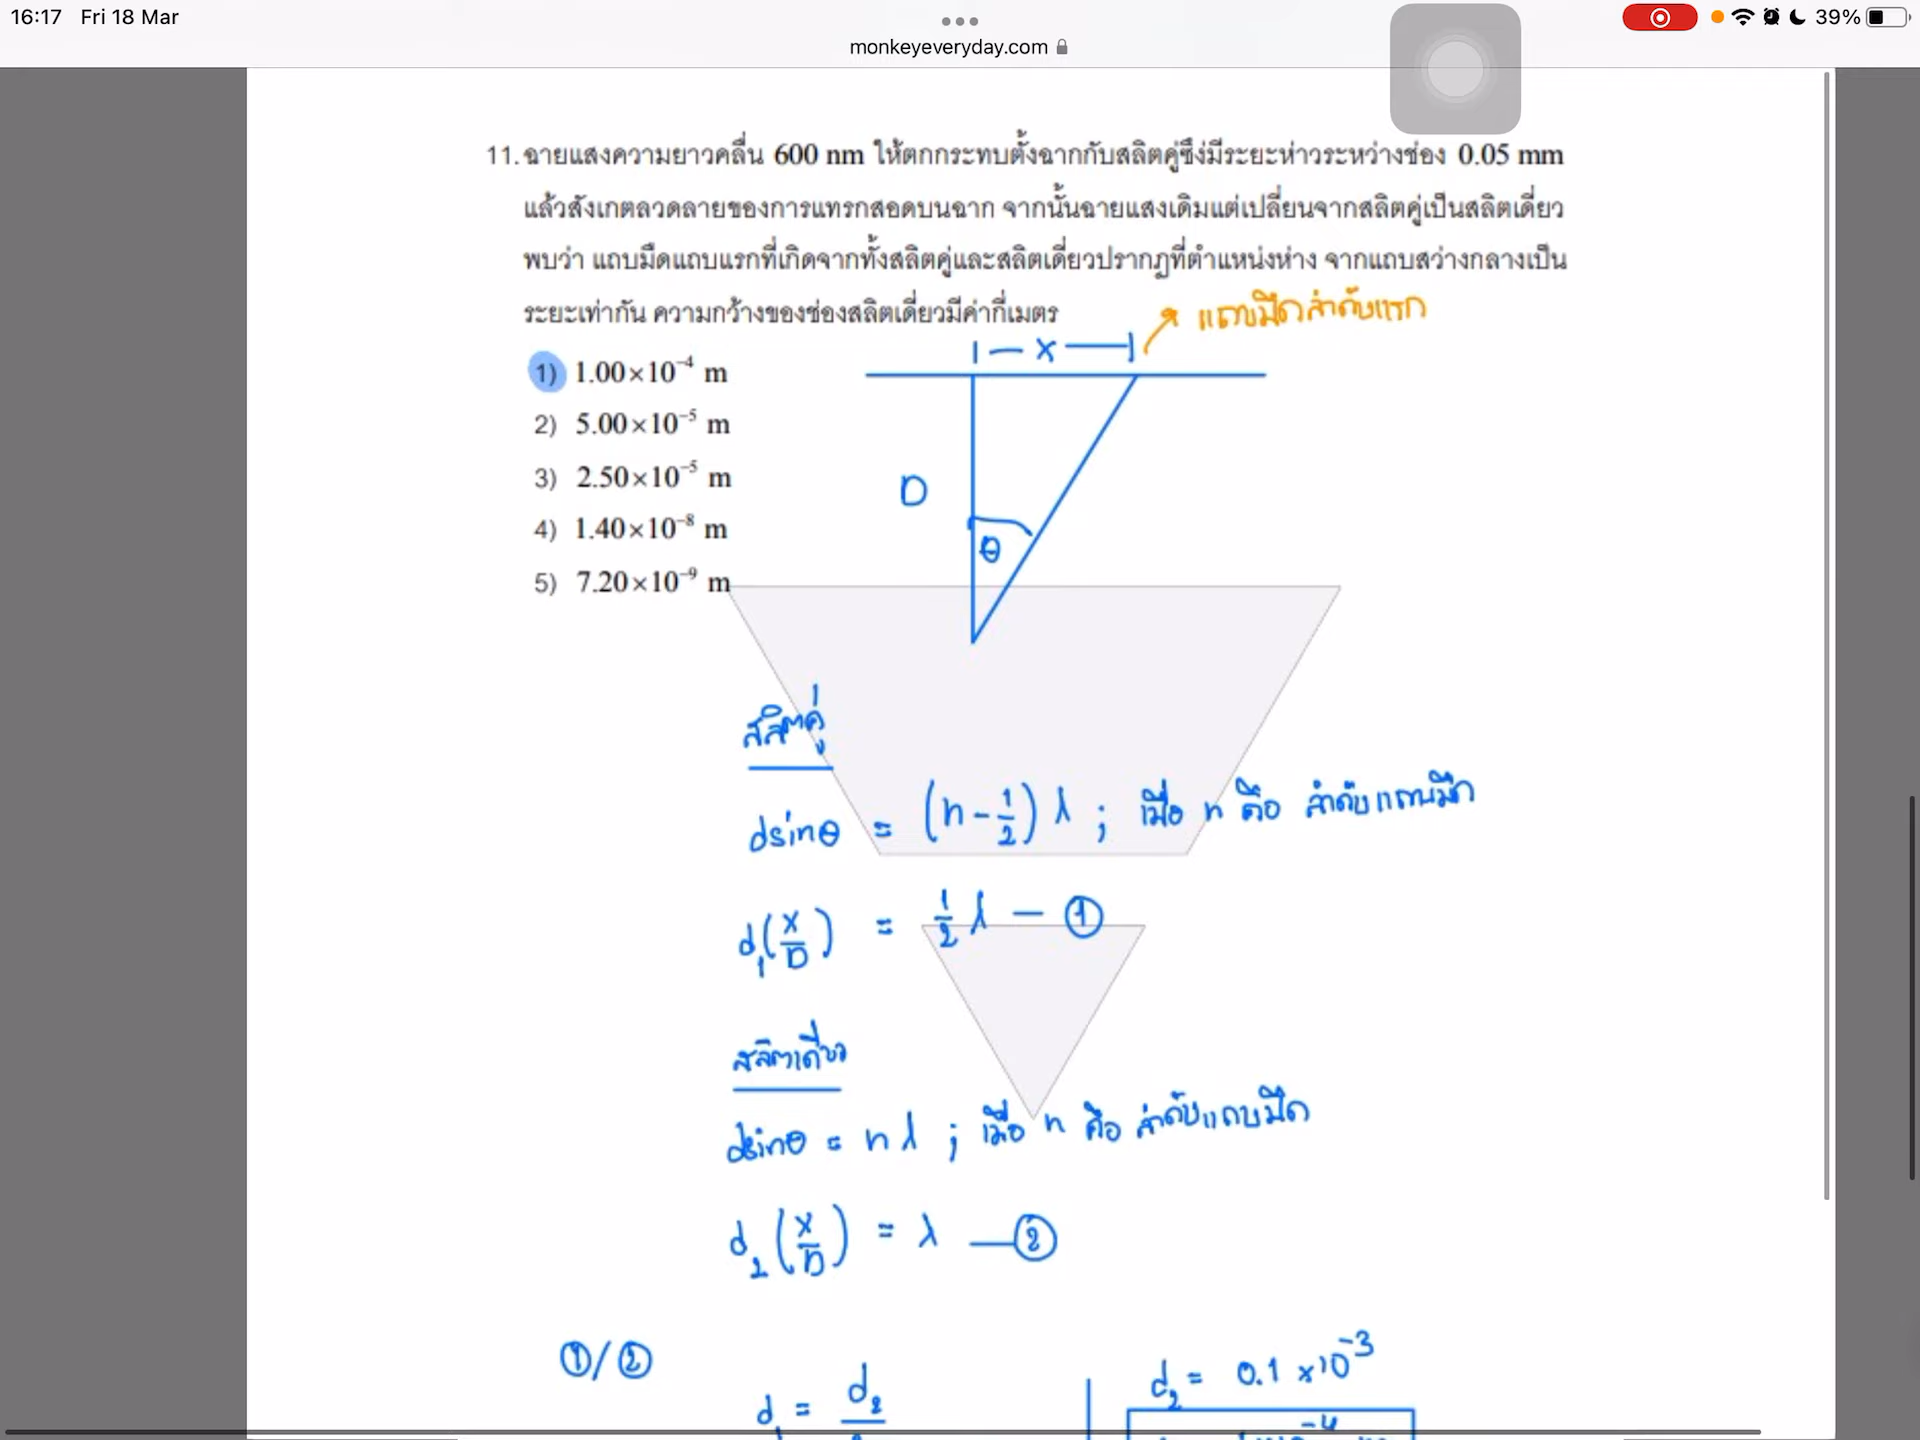 16:17 Fri 18 Mar
39%
monkeyeveryday.com
11. ฉายแสงความยาวคลื่น 600 nm ให้ตกกระทบตั้งฉากกับสลิตคู่ซึ่งมีระยะห่าวระหว่างช่อง 0.05 mm
แล้วสังเกตลวดลายของการแทรกสอดบนฉาก จากนั้นฉายแสงเดิมแต่เปลี่ยนจากสลิตคู่เป็นสลิตเดี่ยว
พบว่า แถบมืดแถบแรกที่เกิดจากทั้งสลิตคู่และสลิตเดี่ยวปรากฏที่ตำแหน่งห่าง จากแถบสว่างกลางเป็น
ระยะเท่ากัน ความกว้างของช่องสลิตเดี่ยวมีค่ากี่เมตร
แถบมืดลำดับแรก
x
1) 1.00×10⁻⁴ m
2) 5.00×10⁻⁵ m
3) 2.50×10⁻⁵ m
4) 1.40×10⁻⁸ m
5) 7.20×10⁻⁹ m
D
θ
สลิตคู่
dsinθ = (n-1/2) λ ; เมื่อ n คือ ลำดับแถบมืด
d₁(x/D) = 1/2 λ — ①
สลิตเดี่ยว
dsinθ = n λ ; เมื่อ n คือ ลำดับแถบมืด
d₂(x/D) = λ — ②
①/②
d₁ = d₂
d₂ = 0.1 ×10⁻³